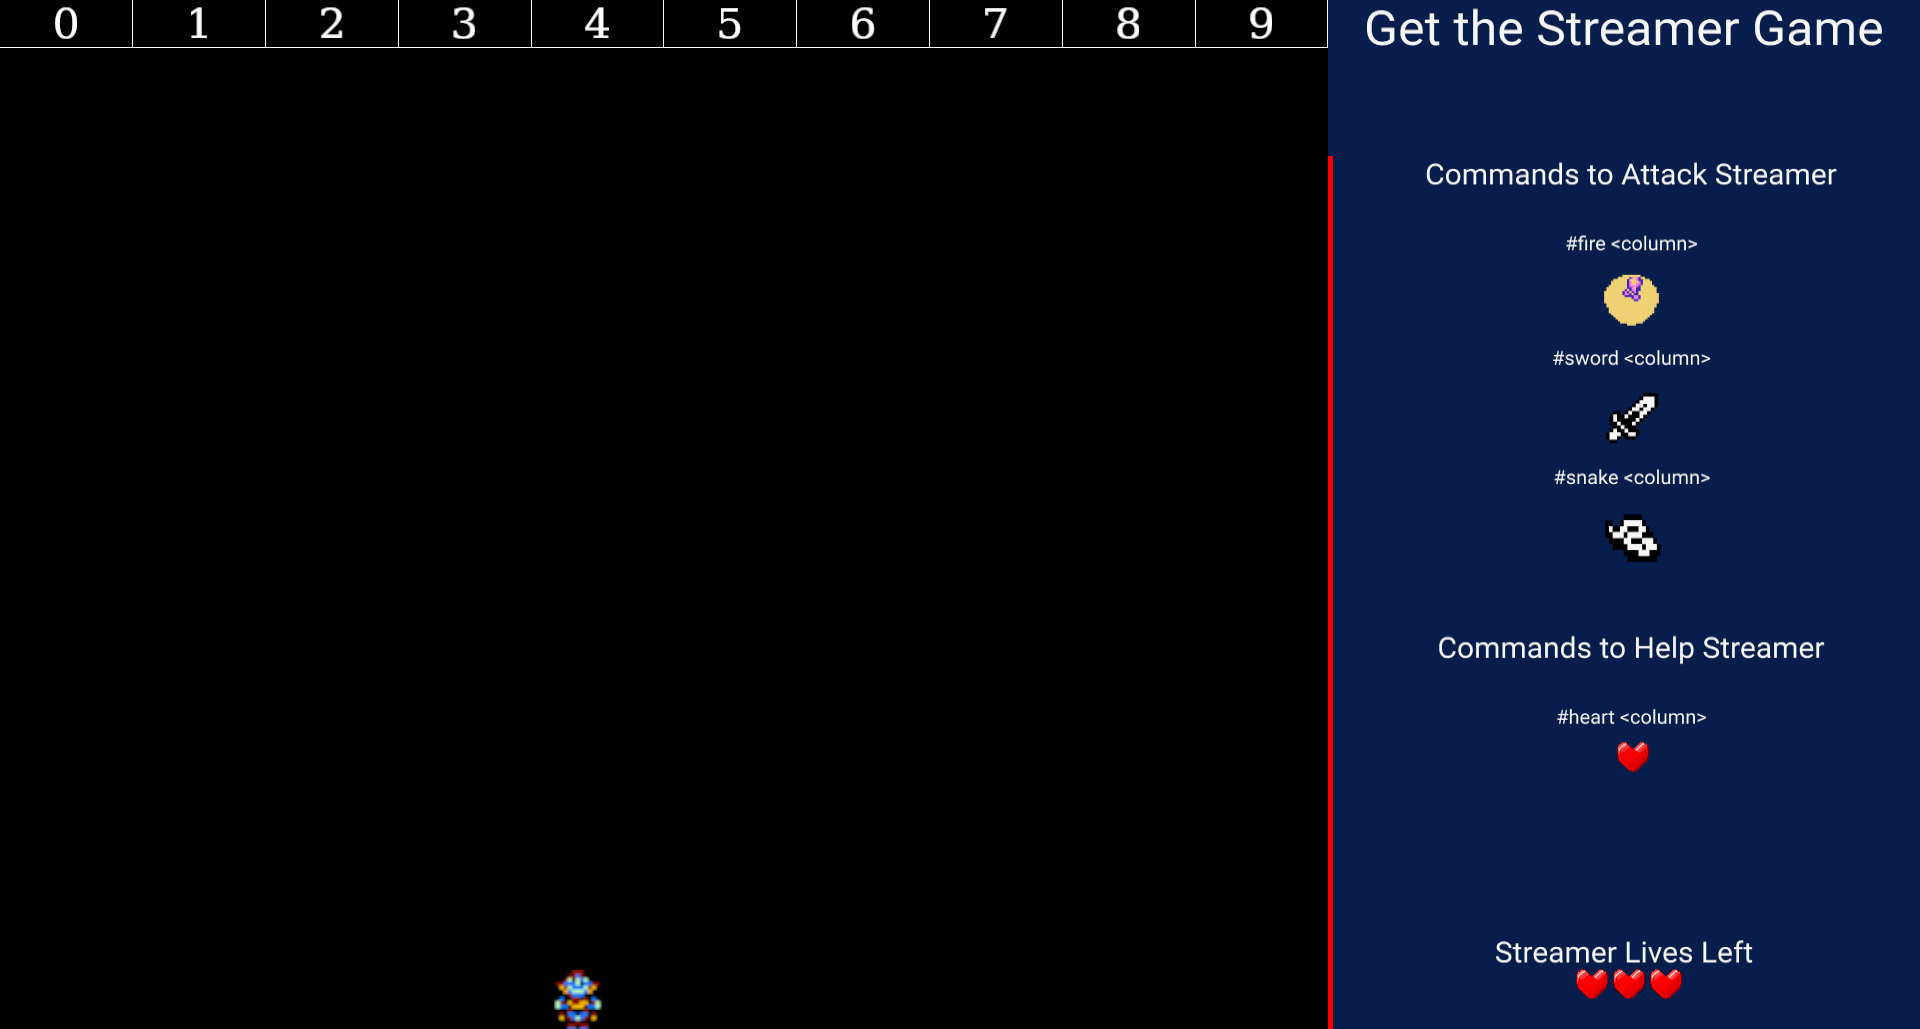 0 1 2 3 4 5 6 7 8 9
Get the Streamer Game
Commands to Attack Streamer
#fire <column>
#sword <column>
#snake <column>
Commands to Help Streamer
#heart <column>
Streamer Lives Left